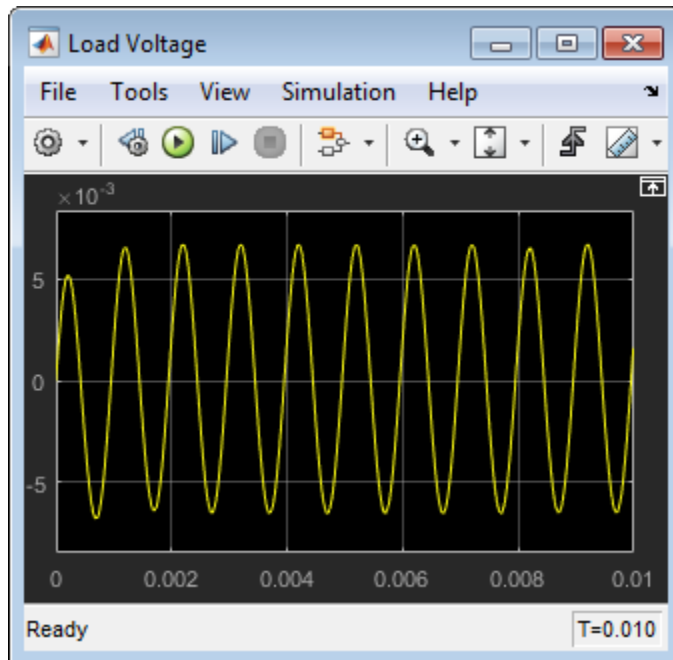 Load Voltage
File Tools View Simulation Help
×10⁻³
5
0
-5
0 0.002 0.004 0.006 0.008 0.01
Ready T=0.010